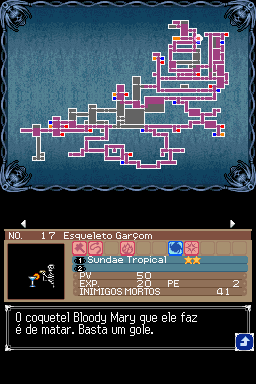 NO. 17 Esqueleto Garçom
1 Sundae Tropical
2
PV 50
EXP. 20 PE 2
INIMIGOS MORTOS 41
O coquetel Bloody Mary que ele faz
é de matar. Basta um gole.